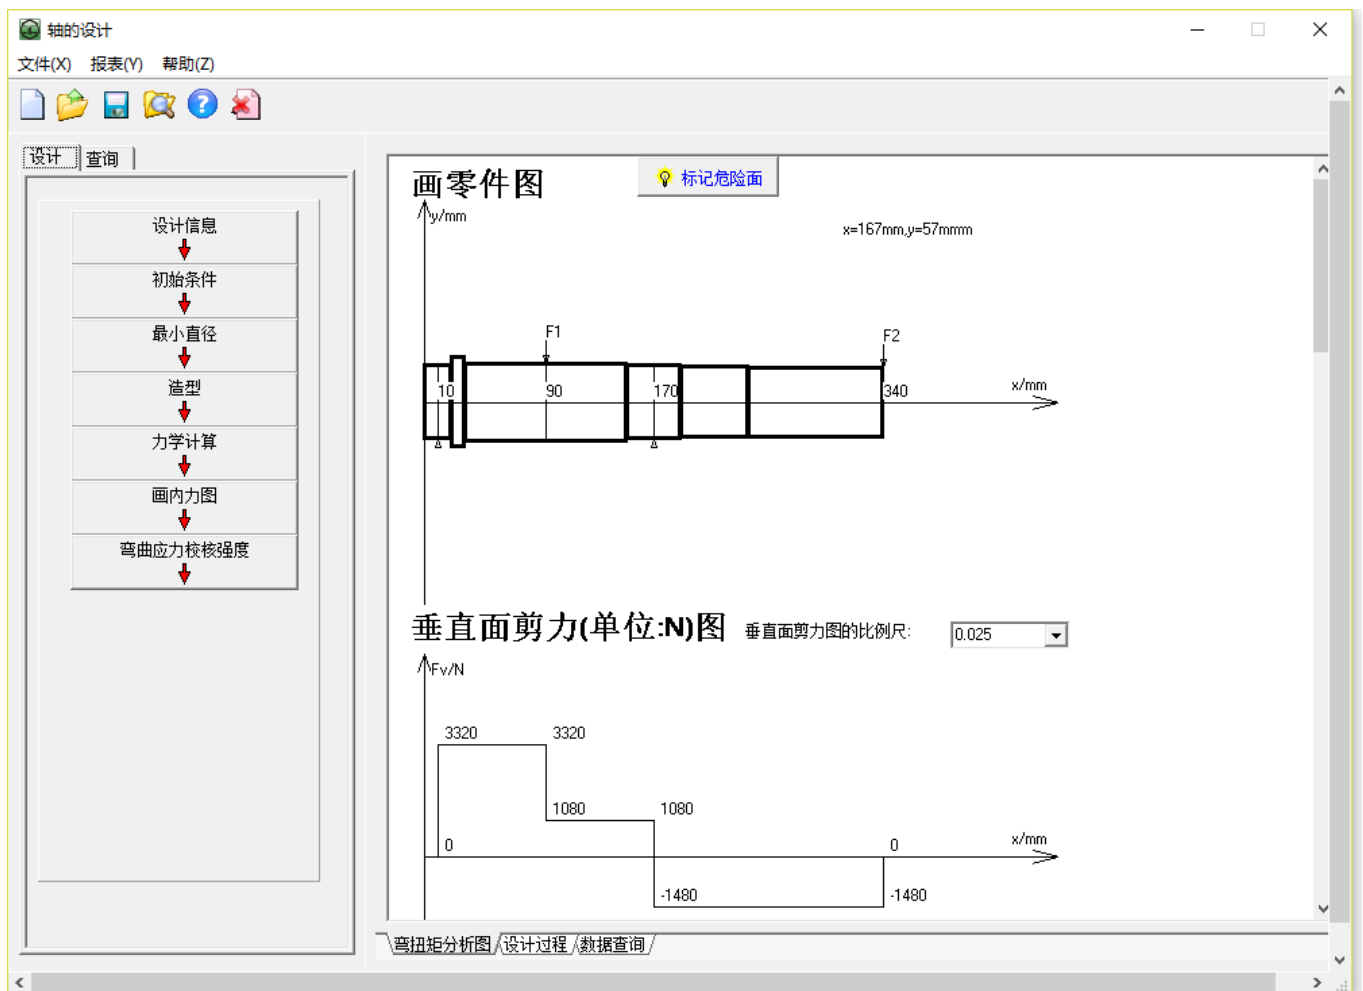 轴的设计
文件(X) 报表(Y) 帮助(Z)
设计 查询
设计信息
初始条件
最小直径
造型
力学计算
画内力图
弯曲应力校核强度
画零件图 标记危险面
y/mm
x=167mm,y=57mmm
F1 F2
10 90 170 340 x/mm
垂直面剪力(单位:N)图 垂直面剪力图的比例尺: 0.025
Fv/N
3320 3320
1080 1080
0 0 x/mm
-1480 -1480
弯扭矩分析图 设计过程 数据查询